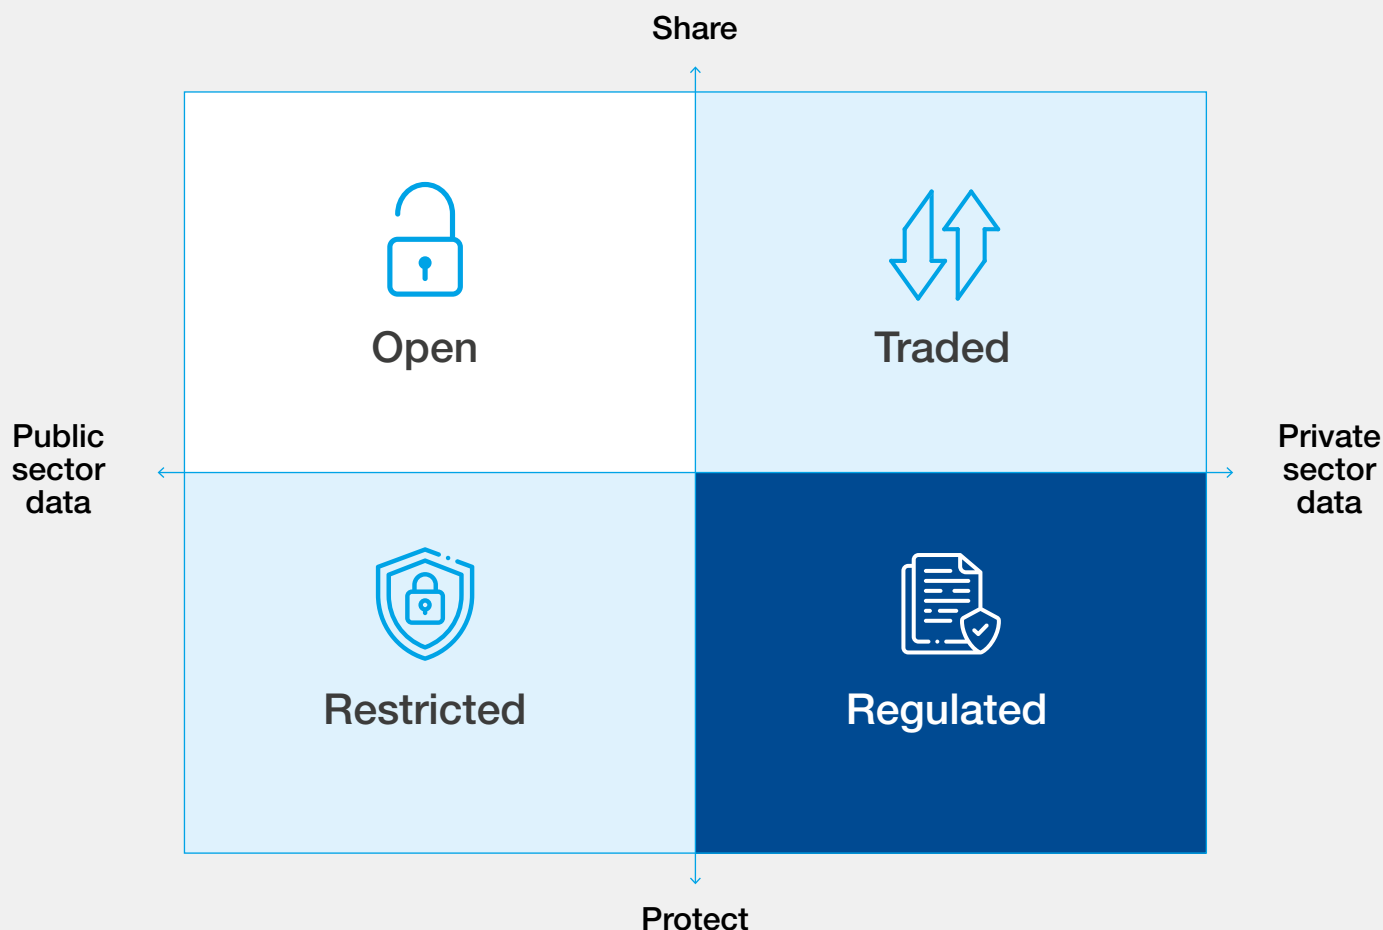 Share
Open
Traded
Public
sector
data
Private
sector
data
Restricted
Regulated
Protect